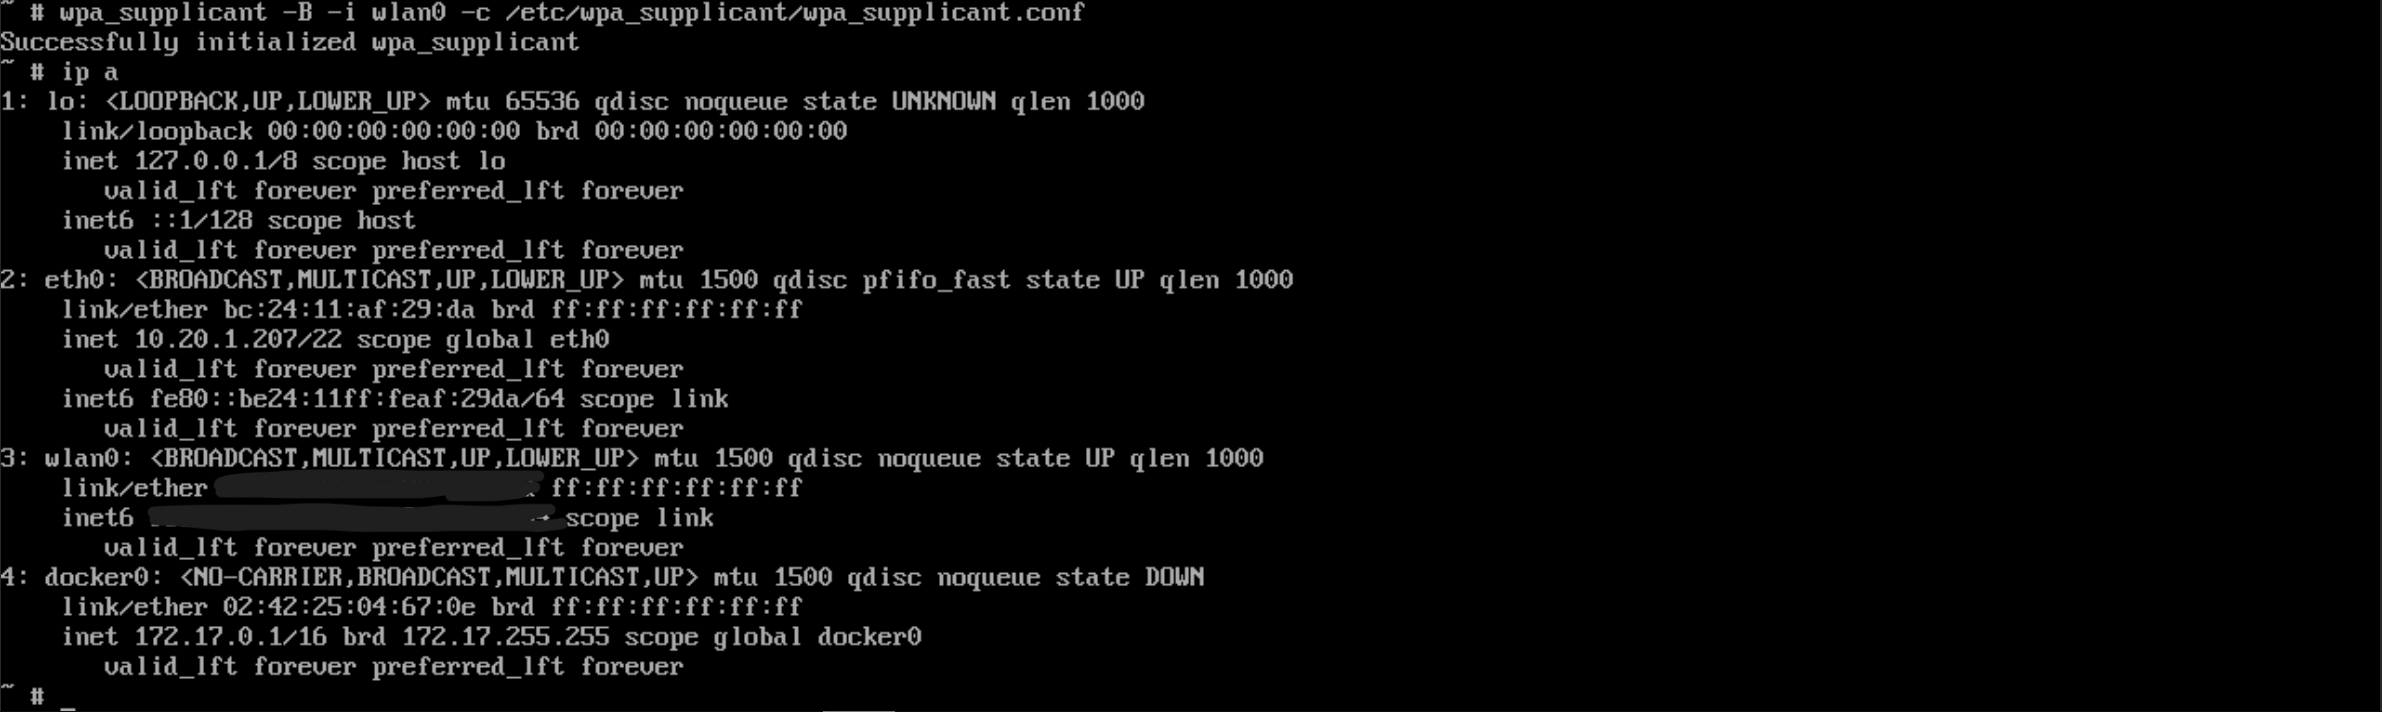 ~ # wpa_supplicant -B -i wlan0 -c /etc/wpa_supplicant/wpa_supplicant.conf
Successfully initialized wpa_supplicant
~ # ip a
1: lo: <LOOPBACK,UP,LOWER_UP> mtu 65536 qdisc noqueue state UNKNOWN qlen 1000
    link/loopback 00:00:00:00:00:00 brd 00:00:00:00:00:00
    inet 127.0.0.1/8 scope host lo
       valid_lft forever preferred_lft forever
    inet6 ::1/128 scope host
       valid_lft forever preferred_lft forever
2: eth0: <BROADCAST,MULTICAST,UP,LOWER_UP> mtu 1500 qdisc pfifo_fast state UP qlen 1000
    link/ether bc:24:11:af:29:da brd ff:ff:ff:ff:ff:ff
    inet 10.20.1.207/22 scope global eth0
       valid_lft forever preferred_lft forever
    inet6 fe80::be24:11ff:feaf:29da/64 scope link
       valid_lft forever preferred_lft forever
3: wlan0: <BROADCAST,MULTICAST,UP,LOWER_UP> mtu 1500 qdisc noqueue state UP qlen 1000
    link/ether ff:ff:ff:ff:ff:ff
    inet6 scope link
       valid_lft forever preferred_lft forever
4: docker0: <NO-CARRIER,BROADCAST,MULTICAST,UP> mtu 1500 qdisc noqueue state DOWN
    link/ether 02:42:25:04:67:0e brd ff:ff:ff:ff:ff:ff
    inet 172.17.0.1/16 brd 172.17.255.255 scope global docker0
       valid_lft forever preferred_lft forever
~ # _